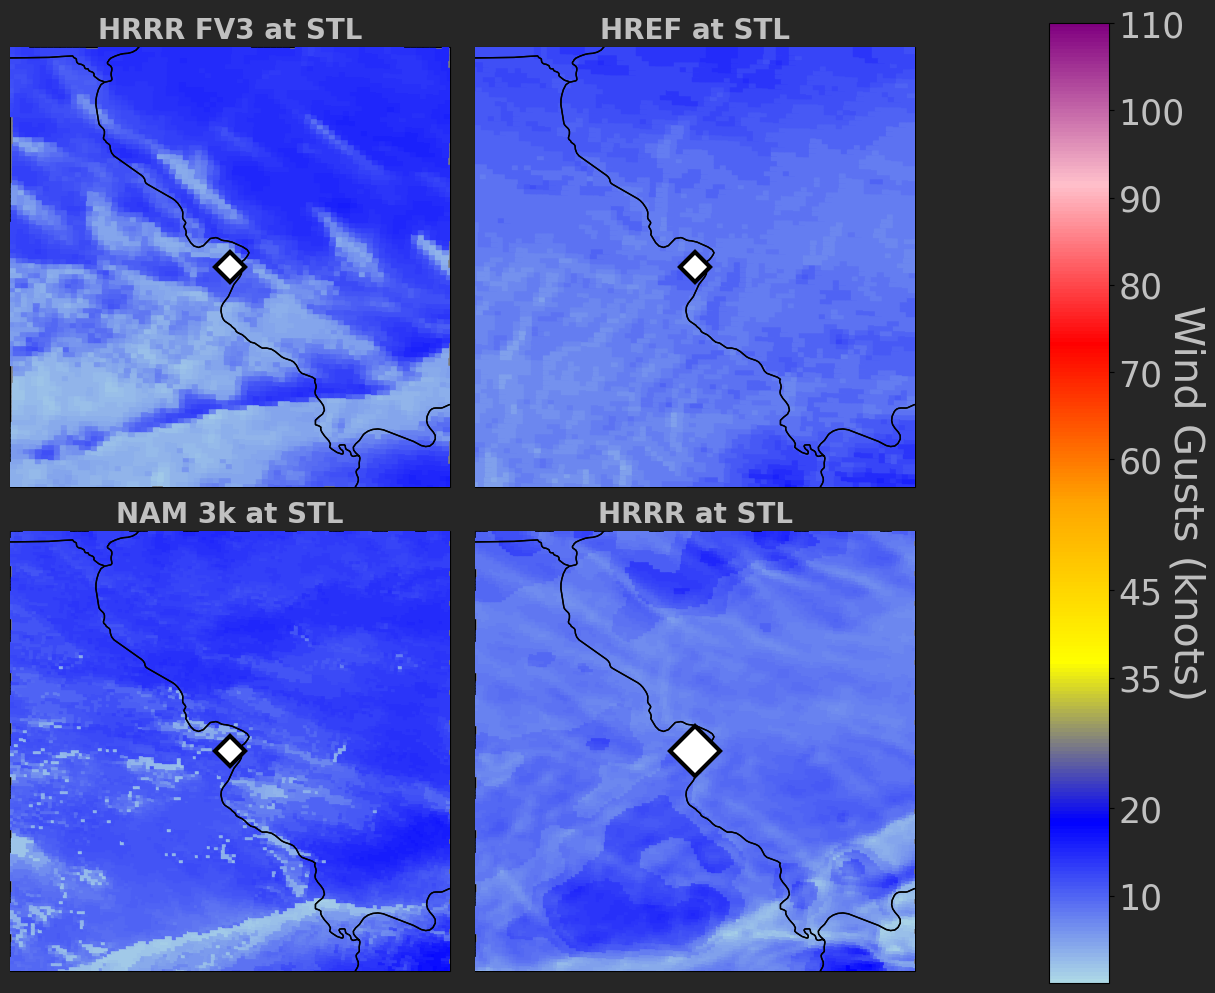 HRRR FV3 at STL
HREF at STL
NAM 3k at STL
HRRR at STL
110
100
90
80
70
60
45
35
20
10
Wind Gusts (knots)